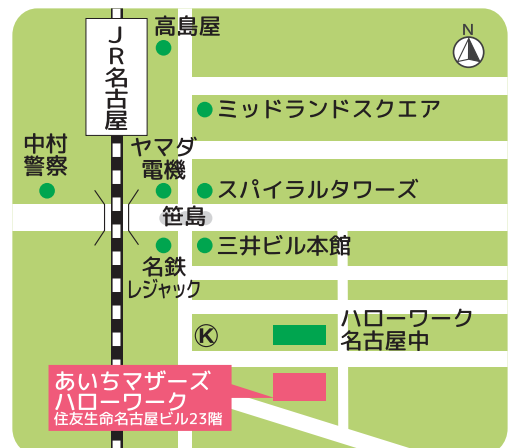 高島屋
N
JR名古屋
ミッドランドスクエア
中村
警察
ヤマダ
電機
スパイラルタワーズ
笹島
三井ビル本館
名鉄
レジャック
ハローワーク
名古屋中
K
あいちマザーズ
ハローワーク
住友生命名古屋ビル23階